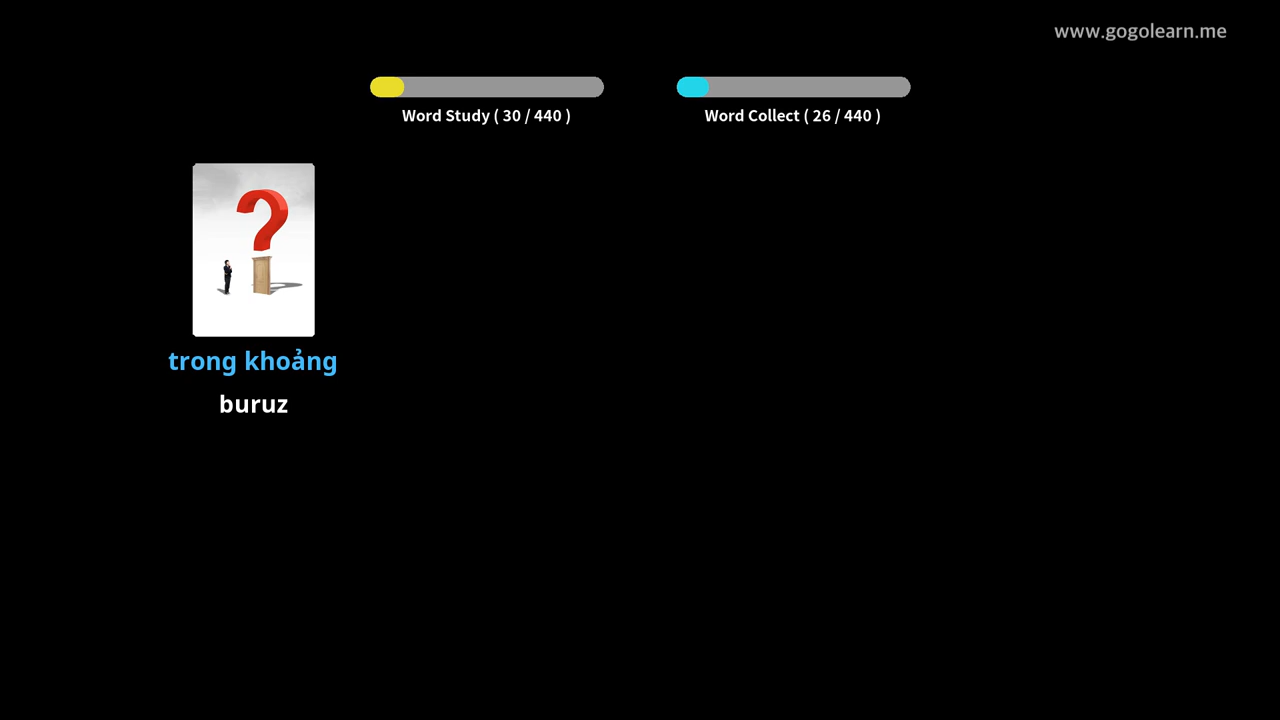 www.gogolearn.me
Word Study ( 30 / 440 )
Word Collect ( 26 / 440 )
?
trong khoảng
buruz